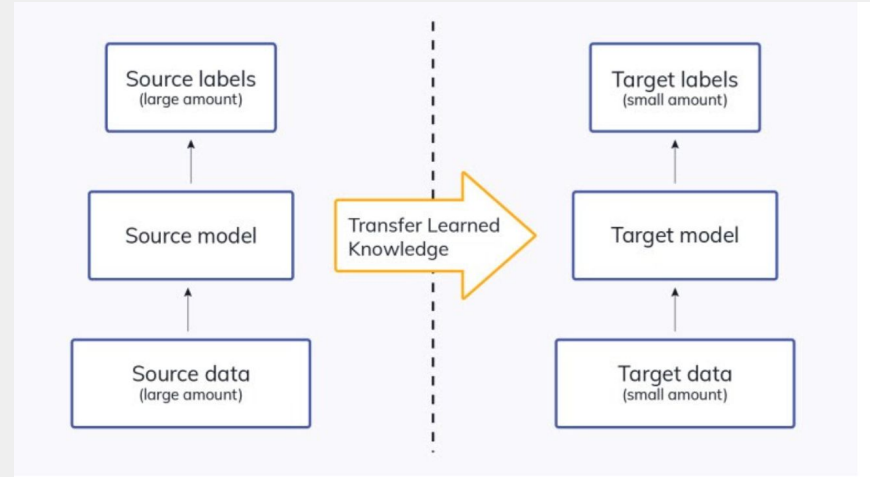 Source labels
(large amount)
Source model
Source data
(large amount)
Transfer Learned
Knowledge
Target labels
(small amount)
Target model
Target data
(small amount)